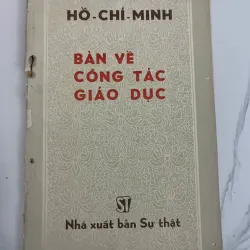 HỒ-CHÍ-MINH
BÀN VỀ
CÔNG TÁC
GIÁO DỤC
ST
Nhà xuất bản Sự thật